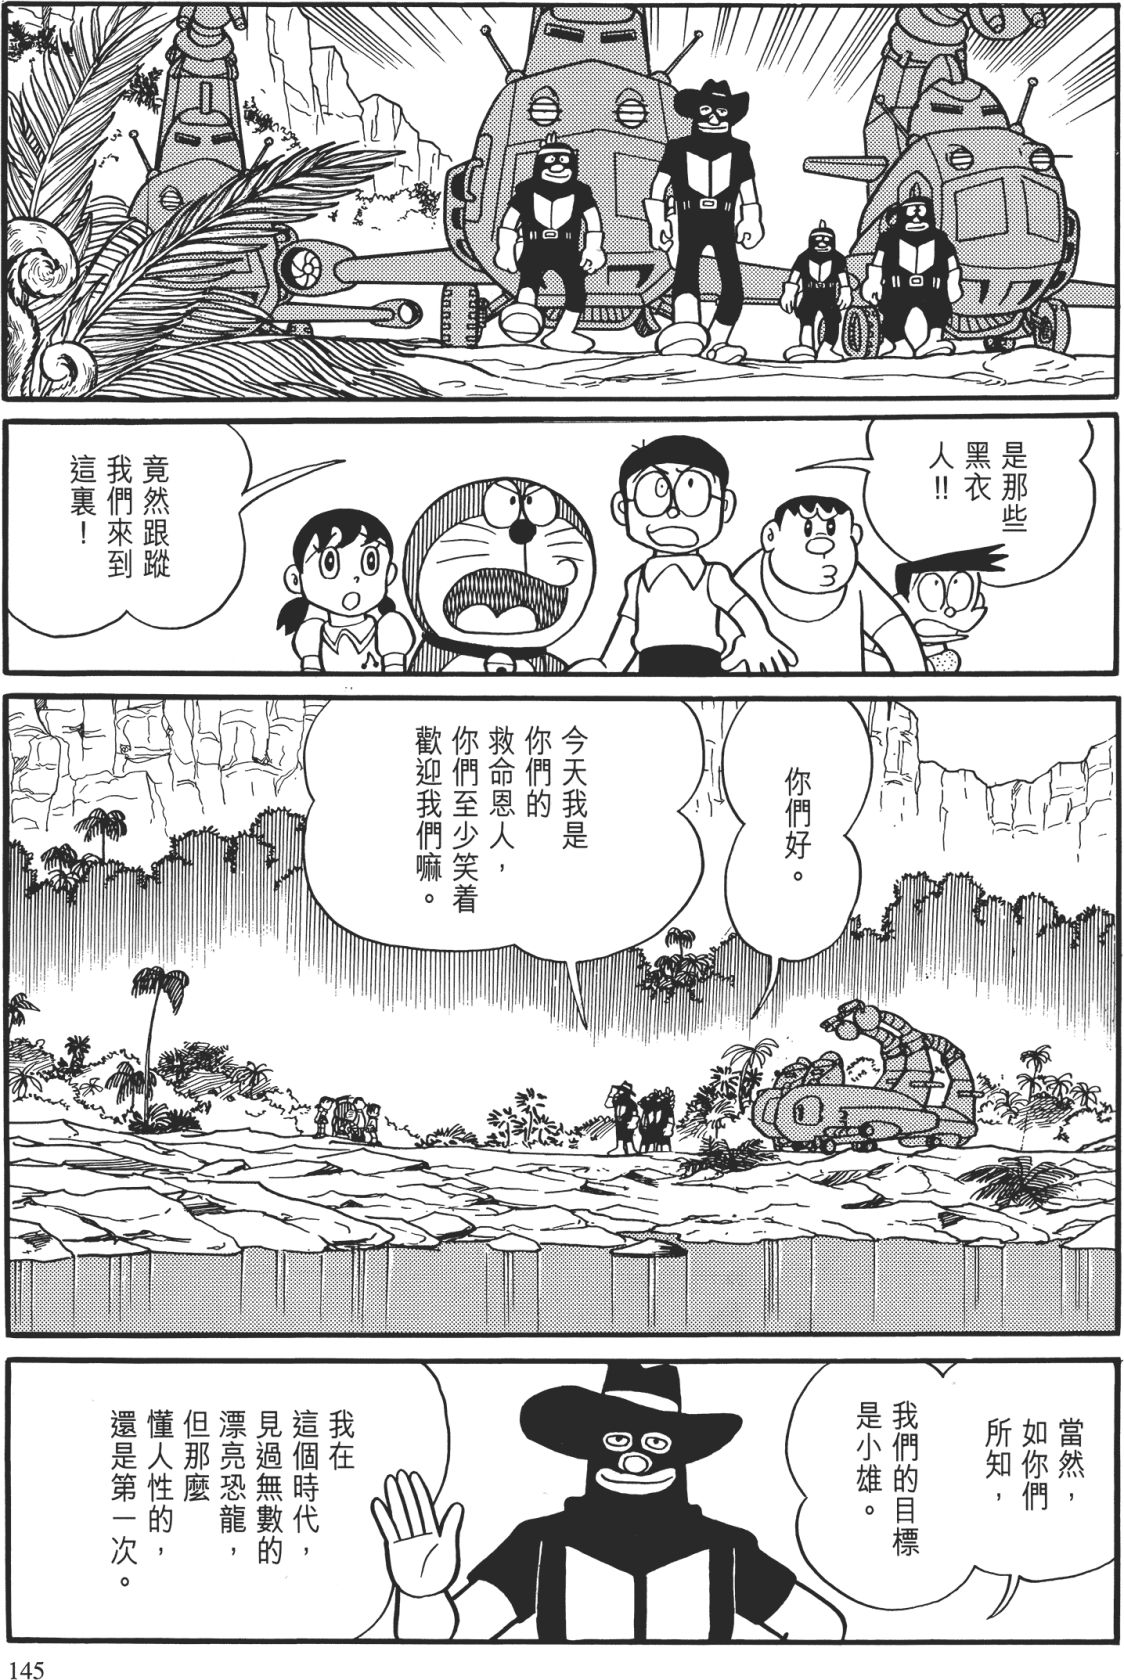 是那些
黑衣
人!!
竟然跟蹤
我們來到
這裏！
你們好。
今天我是
你們的
救命恩人，
你們至少笑着
歡迎我們嘛。
當然，
如你們
所知，
我們的目標
是小雄。
我在
這個時代，
見過無數的
漂亮恐龍，
但那麼
懂人性的，
還是第一次。
145